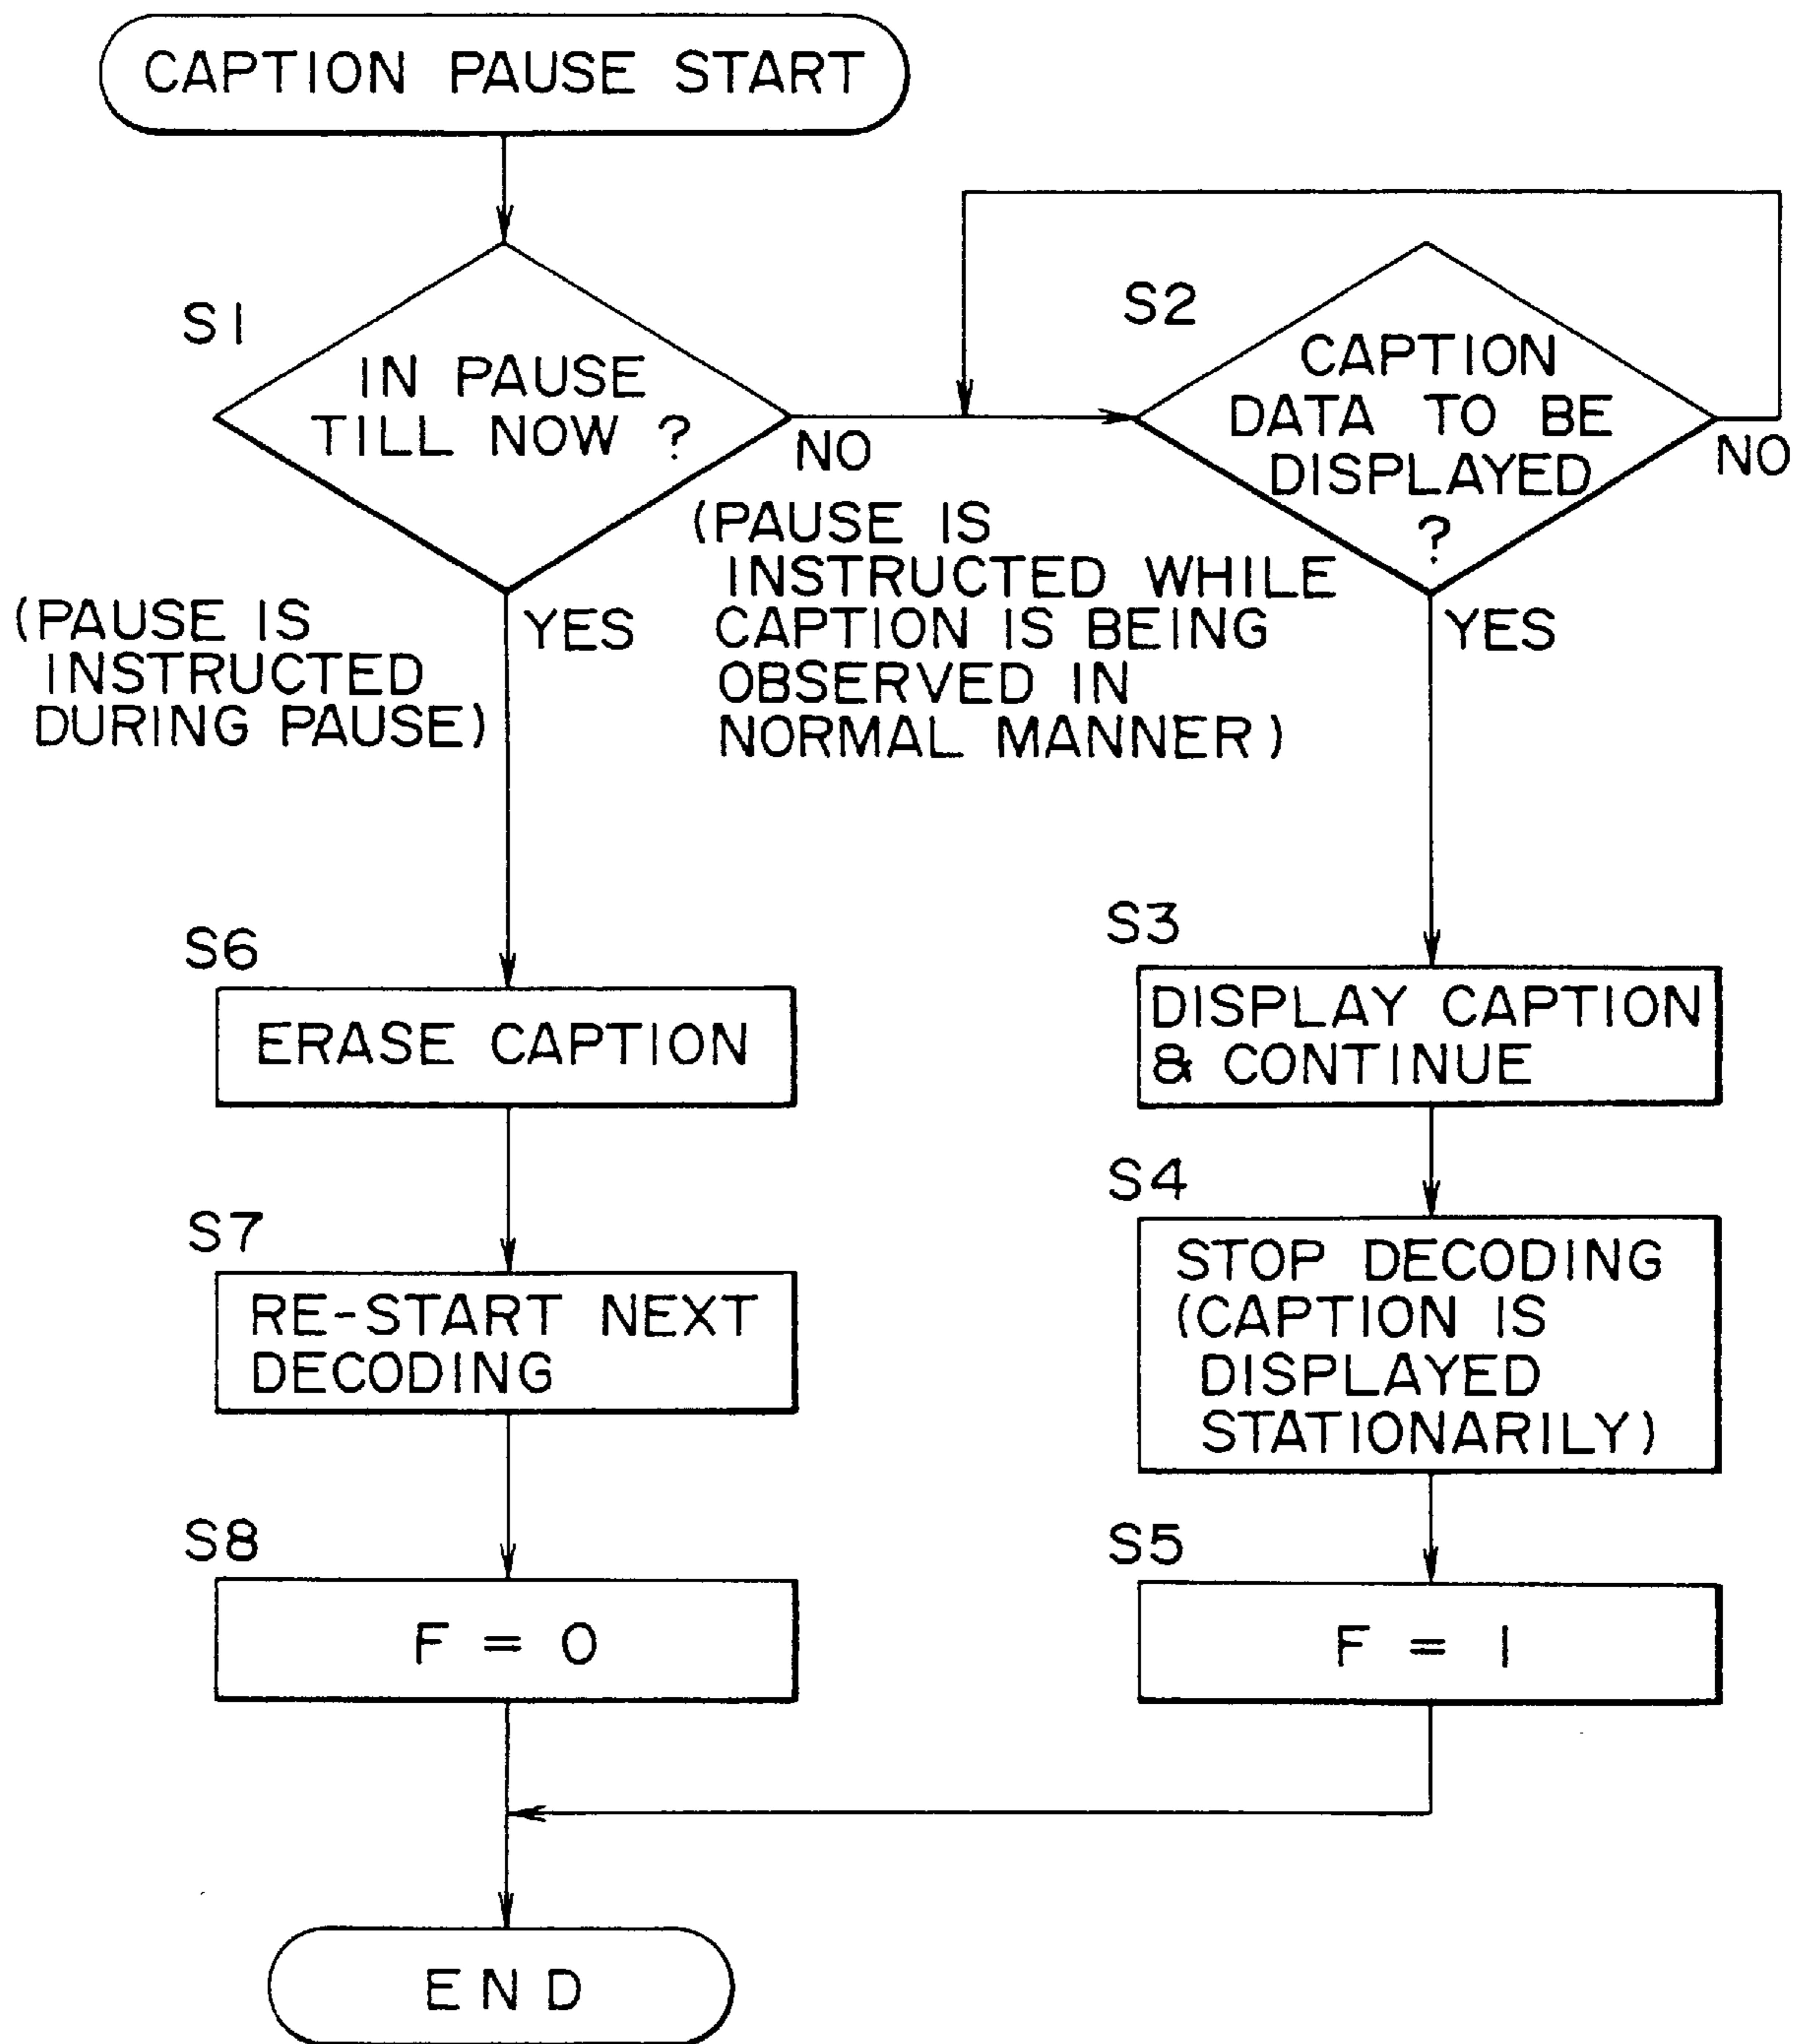 CAPTION PAUSE START
S1
IN PAUSE
TILL NOW ?
NO
(PAUSE IS
INSTRUCTED WHILE
CAPTION IS BEING
OBSERVED IN
NORMAL MANNER)
S2
CAPTION
DATA TO BE
DISPLAYED
?
NO
YES
(PAUSE IS
INSTRUCTED
DURING PAUSE)
YES
S6
ERASE CAPTION
S7
RE-START NEXT
DECODING
S8
F = 0
S3
DISPLAY CAPTION
& CONTINUE
S4
STOP DECODING
(CAPTION IS
DISPLAYED
STATIONARILY)
S5
F = 1
END